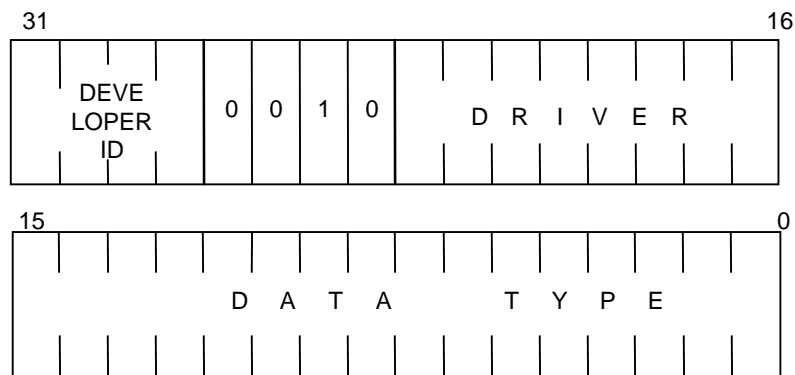 31 16
DEVE
LOPER
ID
0 0 1 0
D R I V E R
15 0
D A T A T Y P E